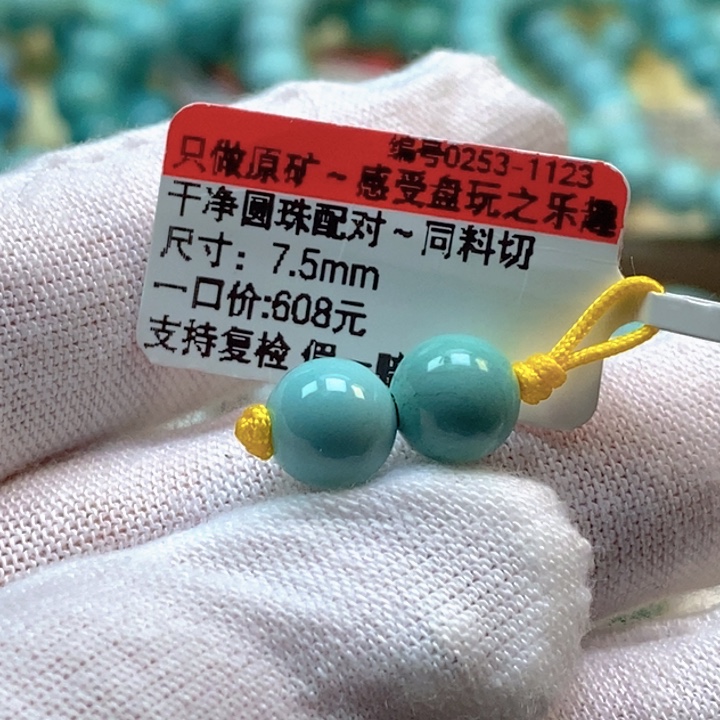 编号0253-1123
只做原矿~感受盘玩之乐趣
干净圆珠配对~同料切
尺寸：7.5mm
一口价:608元
支持复检 假一